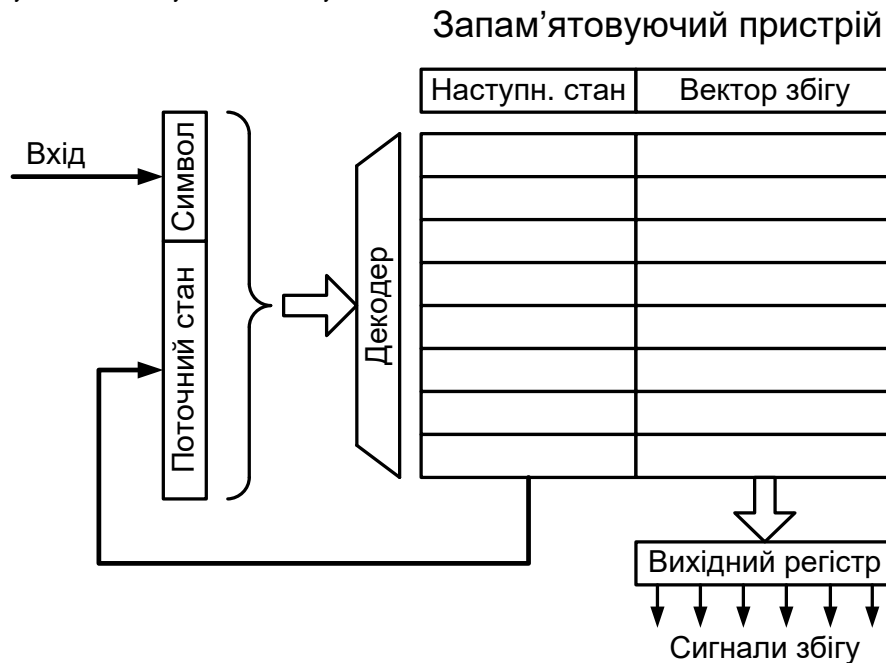 Запам’ятовуючий пристрій
Наступн. стан
Вектор збігу
Вхід
Символ
Поточний стан
Декодер
Вихідний регістр
Сигнали збігу